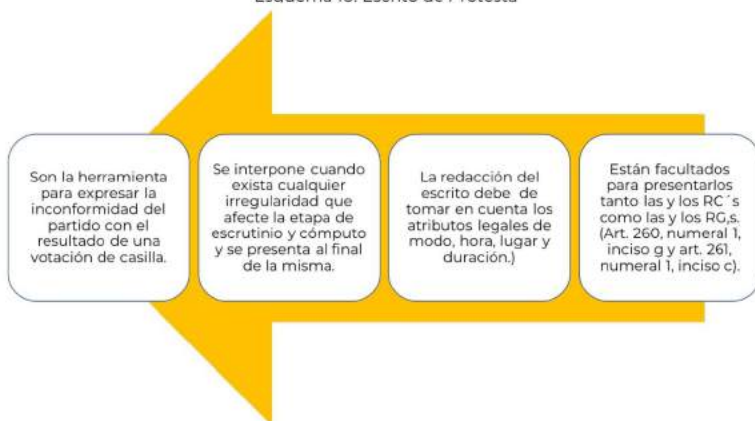 Son la herramienta
para expresar la
inconformidad del
partido con el
resultado de una
votación de casilla.
Se interpone cuando
exista cualquier
irregularidad que
afecte la etapa de
escrutinio y cómputo
y se presenta al final
de la misma.
La redacción del
escrito debe de
tomar en cuenta los
atributos legales de
modo, hora, lugar y
duración.)
Están facultados
para presentarlos
tanto las y los RC´s
como las y los RG,s.
(Art. 260, numeral 1,
inciso g y art. 261,
numeral 1, inciso c).